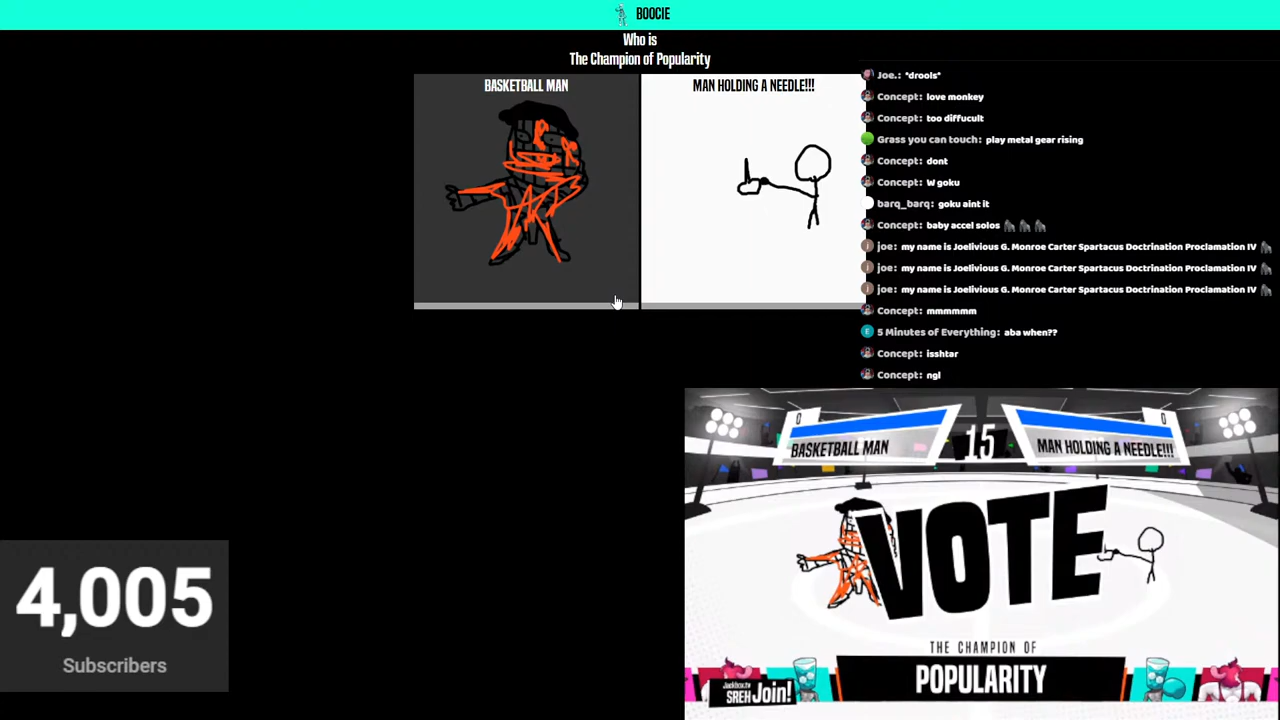 BOOCIE
Who is
The Champion of Popularity
BASKETBALL MAN
MAN HOLDING A NEEDLE!!!
Joe.: *drools*
Concept: love monkey
Concept: too diffucult
Grass you can touch: play metal gear rising
Concept: dont
Concept: W goku
barq_barq: goku aint it
Concept: baby accel solos
joe: my name is Joelivious G. Monroe Carter Spartacus Doctrination Proclamation IV
joe: my name is Joelivious G. Monroe Carter Spartacus Doctrination Proclamation IV
joe: my name is Joelivious G. Monroe Carter Spartacus Doctrination Proclamation IV
Concept: mmmmmm
E 5 Minutes of Everything: aba when??
Concept: isshtar
Concept: ngl
0
BASKETBALL MAN
15
0
MAN HOLDING A NEEDLE!!!
VOTE
THE CHAMPION OF
POPULARITY
Jackbox.tv
SREH Join!
4,005
Subscribers